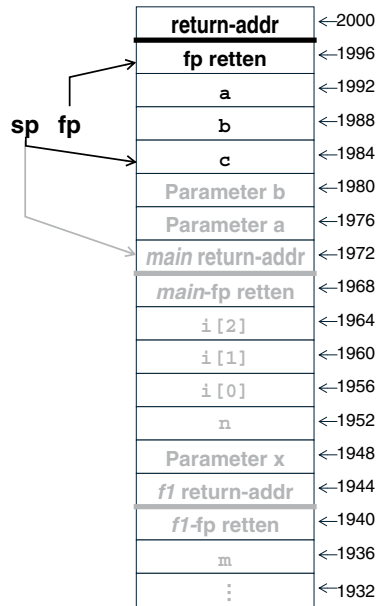 return-addr ←2000
fp retten ←1996
a ←1992
b ←1988
sp fp
c ←1984
Parameter b ←1980
Parameter a ←1976
main return-addr ←1972
main-fp retten ←1968
i[2] ←1964
i[1] ←1960
i[0] ←1956
n ←1952
Parameter x ←1948
f1 return-addr ←1944
f1-fp retten ←1940
m ←1936
⋮ ←1932